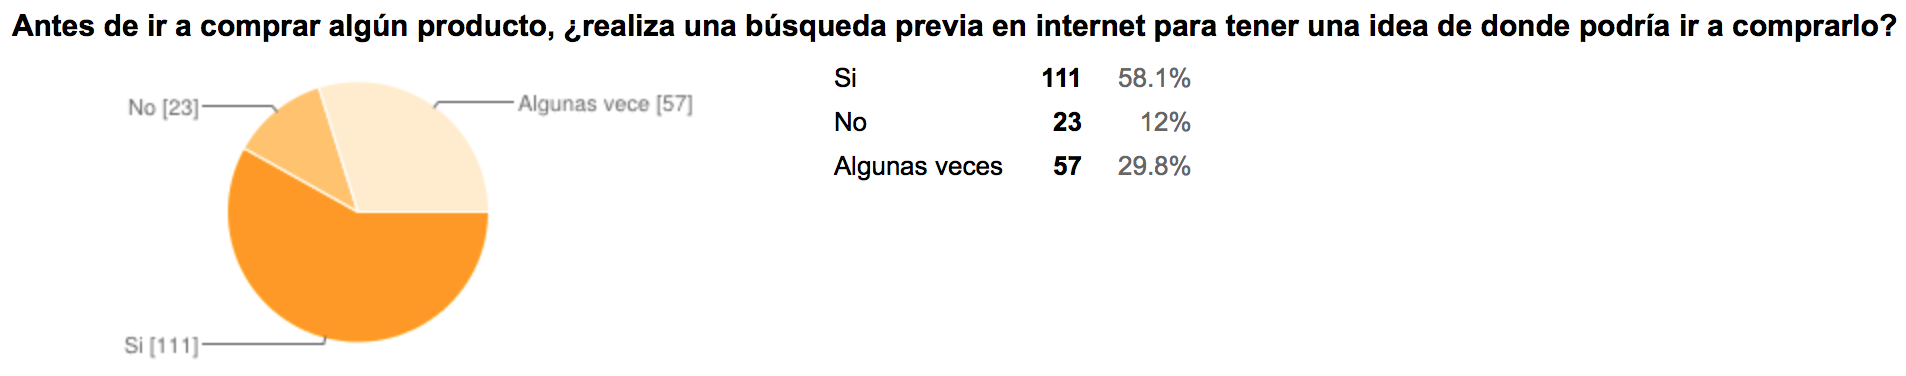 Antes de ir a comprar algún producto, ¿realiza una búsqueda previa en internet para tener una idea de donde podría ir a comprarlo?
No [23]
Algunas vece [57]
Si [111]
Si 111 58.1%
No 23 12%
Algunas veces 57 29.8%